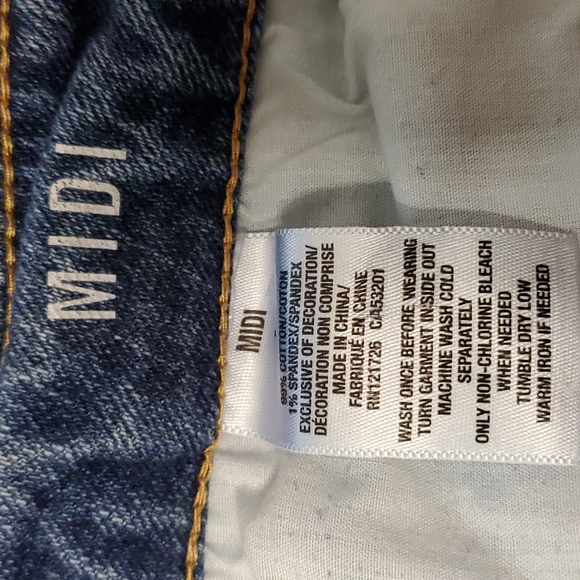 MIDI
MIDI
99% COTTON/COTON
1% SPANDEX/SPANDEX
EXCLUSIVE OF DECORATION/
DÉCORATION NON COMPRISE
MADE IN CHINA/
FABRIQUÉ EN CHINE
RN121726 CA53201
WASH ONCE BEFORE WEARING
TURN GARMENT INSIDE OUT
MACHINE WASH COLD
SEPARATELY
ONLY NON-CHLORINE BLEACH
WHEN NEEDED
TUMBLE DRY LOW
WARM IRON IF NEEDED